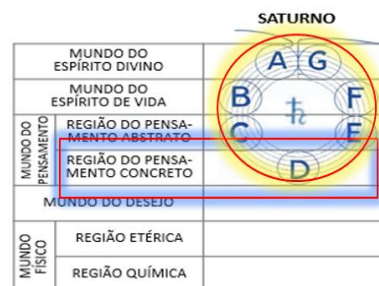 SATURNO
MUNDO DO
ESPÍRITO DIVINO
MUNDO DO
ESPÍRITO DE VIDA
MUNDO DO
PENSAMENTO
REGIÃO DO PENSA-
MENTO ABSTRATO
REGIÃO DO PENSA-
MENTO CONCRETO
MUNDO DO DESEJO
MUNDO
FÍSICO
REGIÃO ETÉRICA
REGIÃO QUÍMICA
A G
B F
♄
C E
D